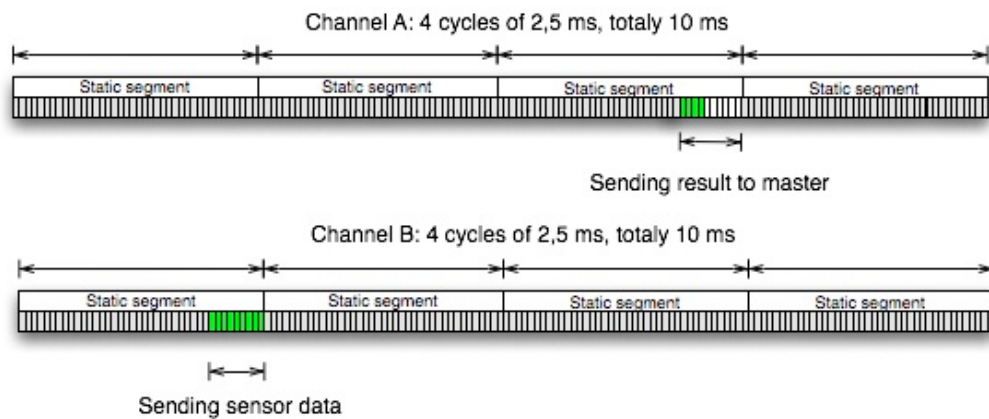 Channel A: 4 cycles of 2,5 ms, totaly 10 ms
Static segment Static segment Static segment Static segment
Sending result to master
Channel B: 4 cycles of 2,5 ms, totaly 10 ms
Static segment Static segment Static segment Static segment
Sending sensor data